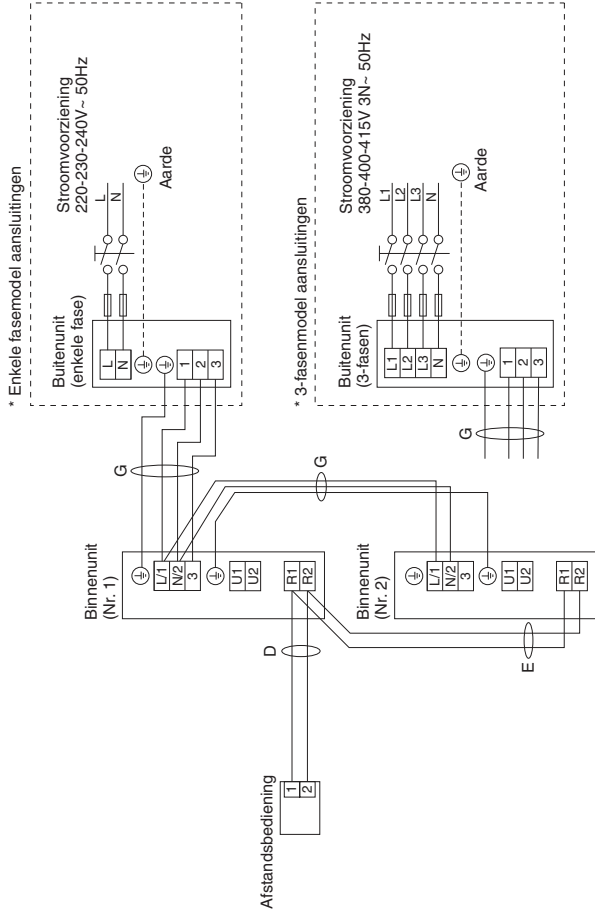 * Enkele fasemodel aansluitingen
Stroomvoorziening
220-230-240V ~ 50Hz
L
N
Aarde
Buitenunit
(enkele fase)
L
N
1
2
3
G
* 3-fasenmodel aansluitingen
Stroomvoorziening
380-400-415V 3N~ 50Hz
L1
L2
L3
N
Aarde
Buitenunit
(3-fasen)
L1
L2
L3
N
1
2
3
G
G
Binnenunit
(Nr. 1)
L/1
N/2
3
U1
U2
R1
R2
Binnenunit
(Nr. 2)
L/1
N/2
3
U1
U2
R1
R2
D
E
Afstandsbediening
1
2